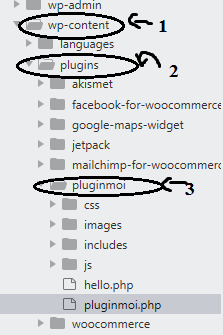 wp-admin
wp-content 1
languages
plugins 2
akismet
facebook-for-woocommerce
google-maps-widget
jetpack
mailchimp-for-woocommerce
pluginmoi 3
css
images
includes
js
hello.php
pluginmoi.php
woocommerce